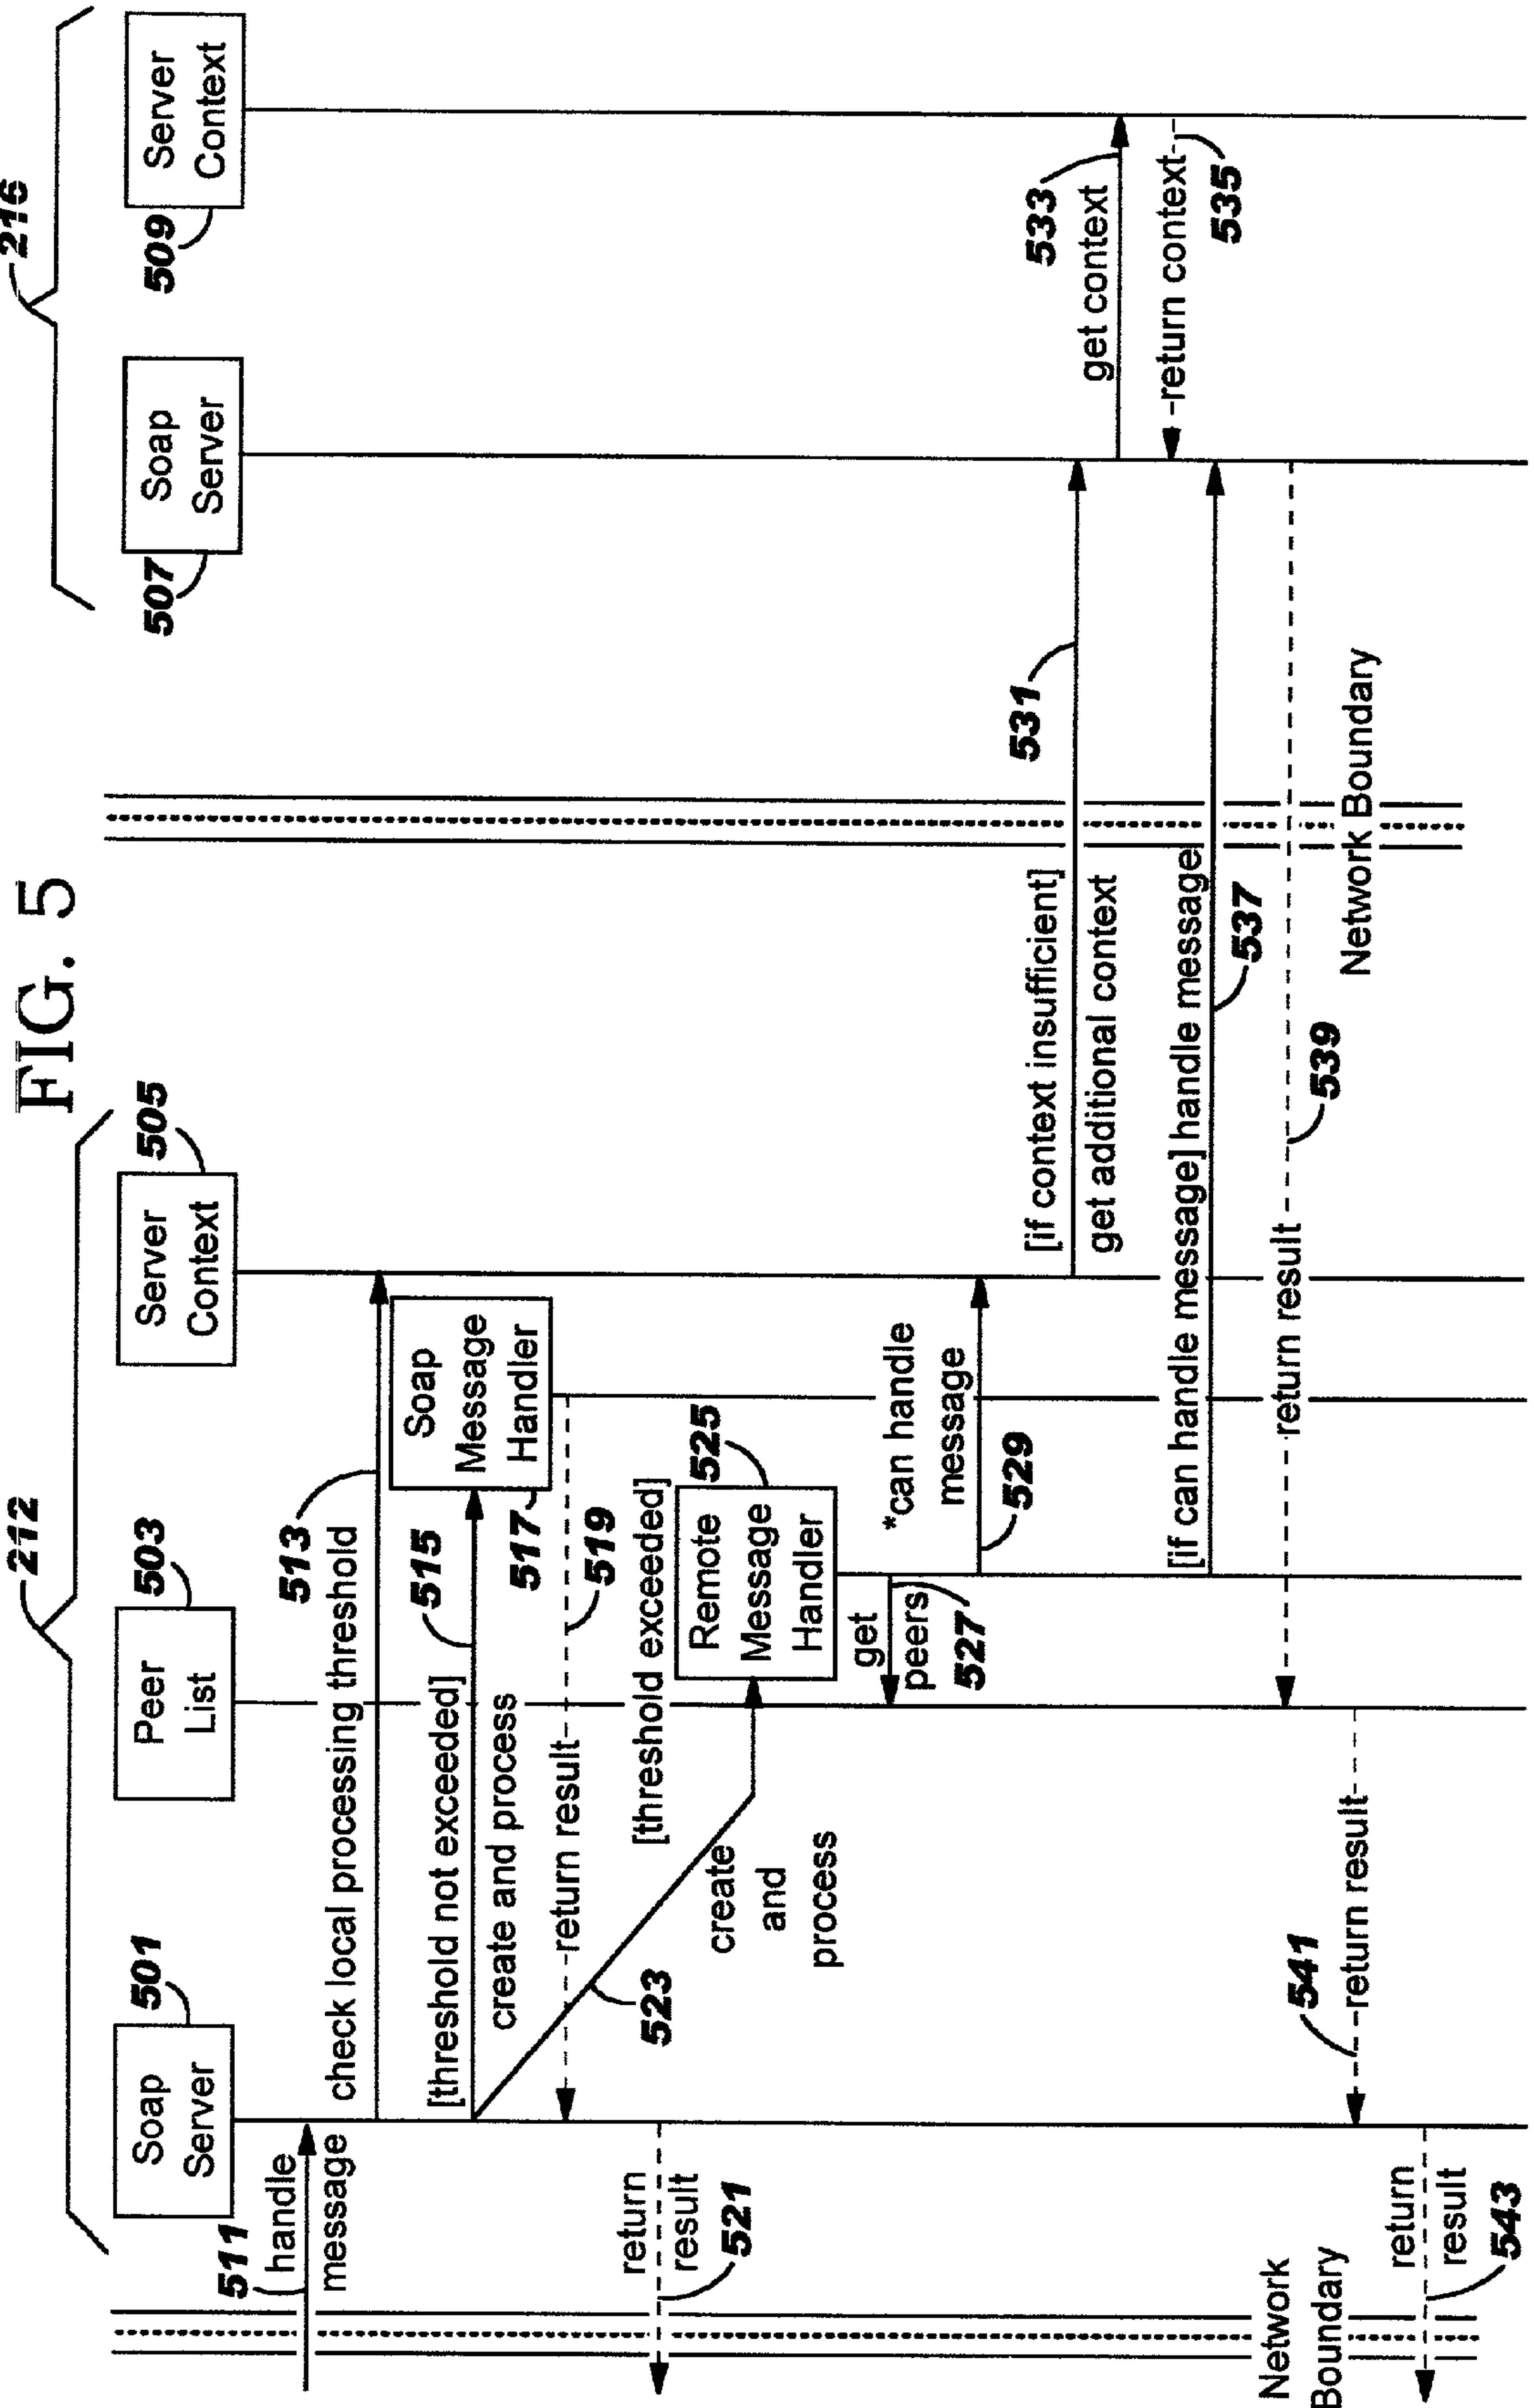 FIG. 5
212
216
501
Soap
Server
503
Peer
List
505
Server
Context
507
Soap
Server
509
Server
Context
511
handle
message
513
check local processing threshold
[threshold not exceeded]
515
create and process
Soap
Message
Handler
517
return result
519
return
result
521
[threshold exceeded]
523
create
and
process
Remote
Message
Handler
525
get
peers
527
*can handle
message
529
[if context insufficient]
get additional context
531
533
get context
return context
535
[if can handle message] handle message
537
return result
539
541
return result
return
result
543
Network
Boundary
Network Boundary